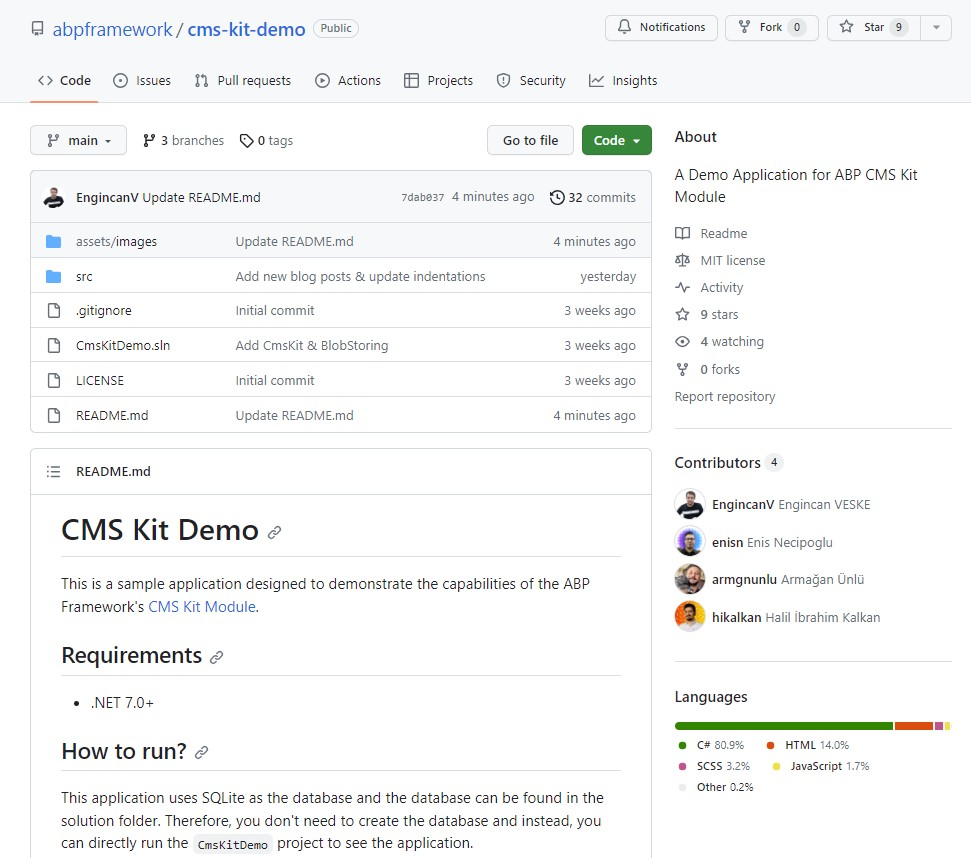 abpframework / cms-kit-demo Public
Notifications Fork 0 Star 9
Code Issues Pull requests Actions Projects Security Insights
main 3 branches 0 tags Go to file Code
EngincanV Update README.md 7dab037 4 minutes ago 32 commits
assets/images Update README.md 4 minutes ago
src Add new blog posts & update indentations yesterday
.gitignore Initial commit 3 weeks ago
CmsKitDemo.sln Add CmsKit & BlobStoring 3 weeks ago
LICENSE Initial commit 3 weeks ago
README.md Update README.md 4 minutes ago
README.md
CMS Kit Demo
This is a sample application designed to demonstrate the capabilities of the ABP
Framework's CMS Kit Module.
Requirements
.NET 7.0+
How to run?
This application uses SQLite as the database and the database can be found in the
solution folder. Therefore, you don't need to create the database and instead, you
can directly run the CmsKitDemo project to see the application.
About
A Demo Application for ABP CMS Kit
Module
Readme
MIT license
Activity
9 stars
4 watching
0 forks
Report repository
Contributors 4
EngincanV Engincan VESKE
enisn Enis Necipoglu
armgnunlu Armağan Ünlü
hikalkan Halil İbrahim Kalkan
Languages
C# 80.9% HTML 14.0%
SCSS 3.2% JavaScript 1.7%
Other 0.2%